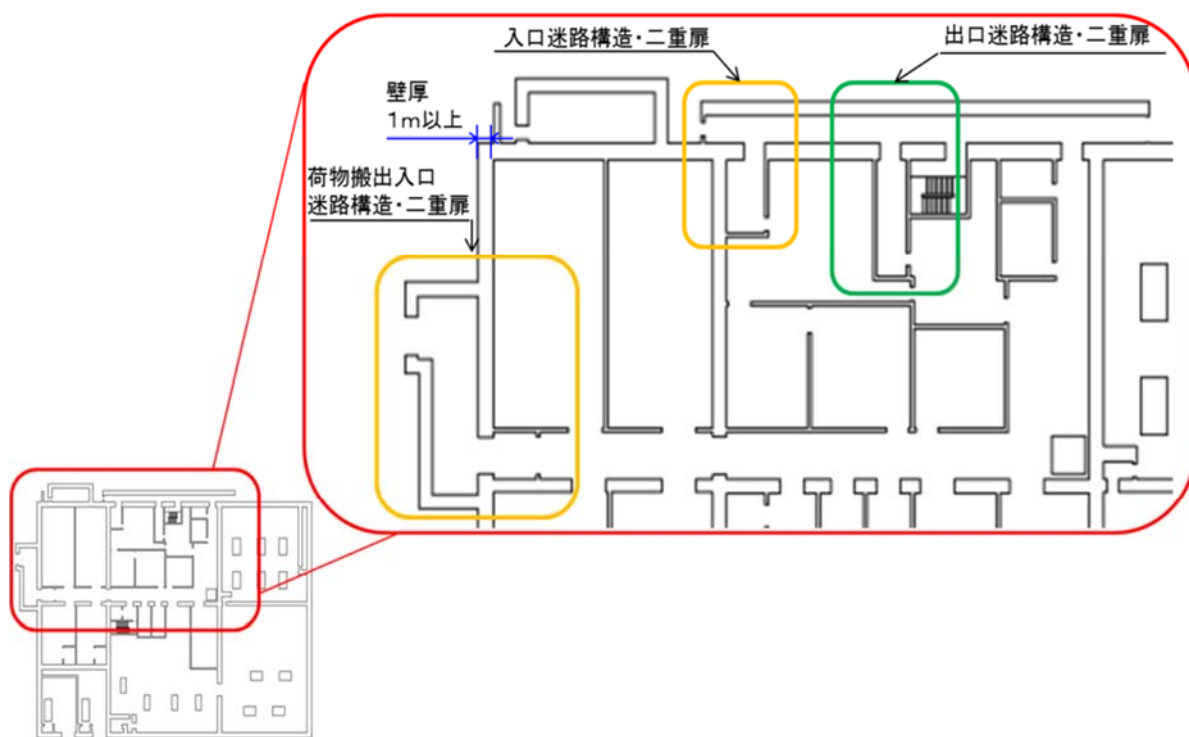 入口迷路構造・二重扉
出口迷路構造・二重扉
壁厚
1m以上
荷物搬出入口
迷路構造・二重扉